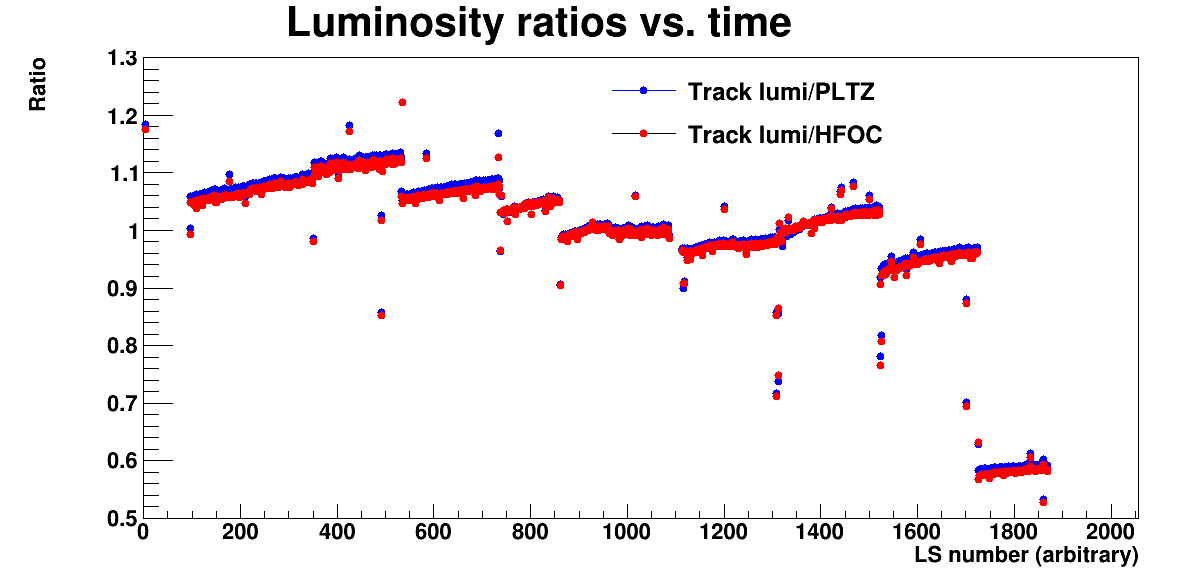 Luminosity ratios vs. time
Ratio
Track lumi/PLTZ
Track lumi/HFOC
1.3
1.2
1.1
1
0.9
0.8
0.7
0.6
0.5
0 200 400 600 800 1000 1200 1400 1600 1800 2000
LS number (arbitrary)